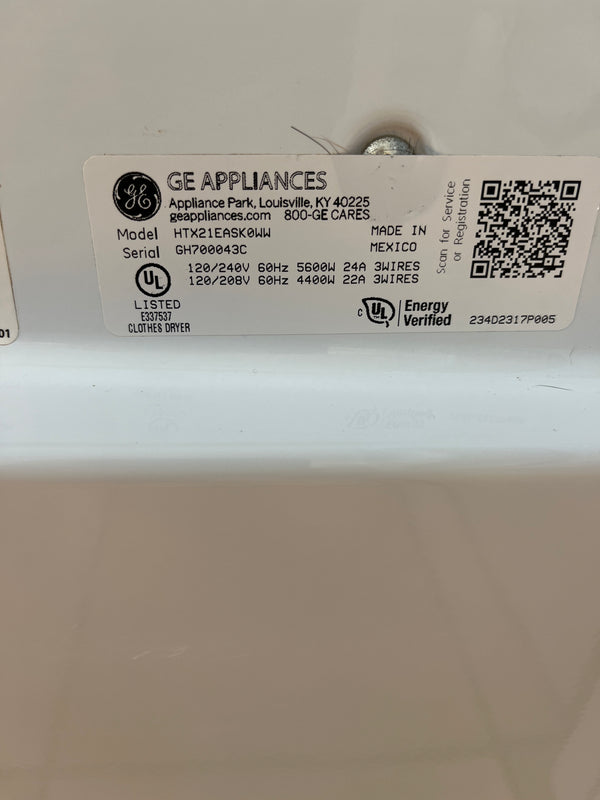 GE APPLIANCES
Appliance Park, Louisville, KY 40225
geappliances.com 800-GE CARES
Model HTX21EASK0WW MADE IN
Serial GH700043C MEXICO
120/240V 60Hz 5600W 24A 3WIRES
120/208V 60Hz 4400W 22A 3WIRES
UL
LISTED
E337537
CLOTHES DRYER
c UL Energy
Verified
234D2317P005
Scan for Service
or Registration
01